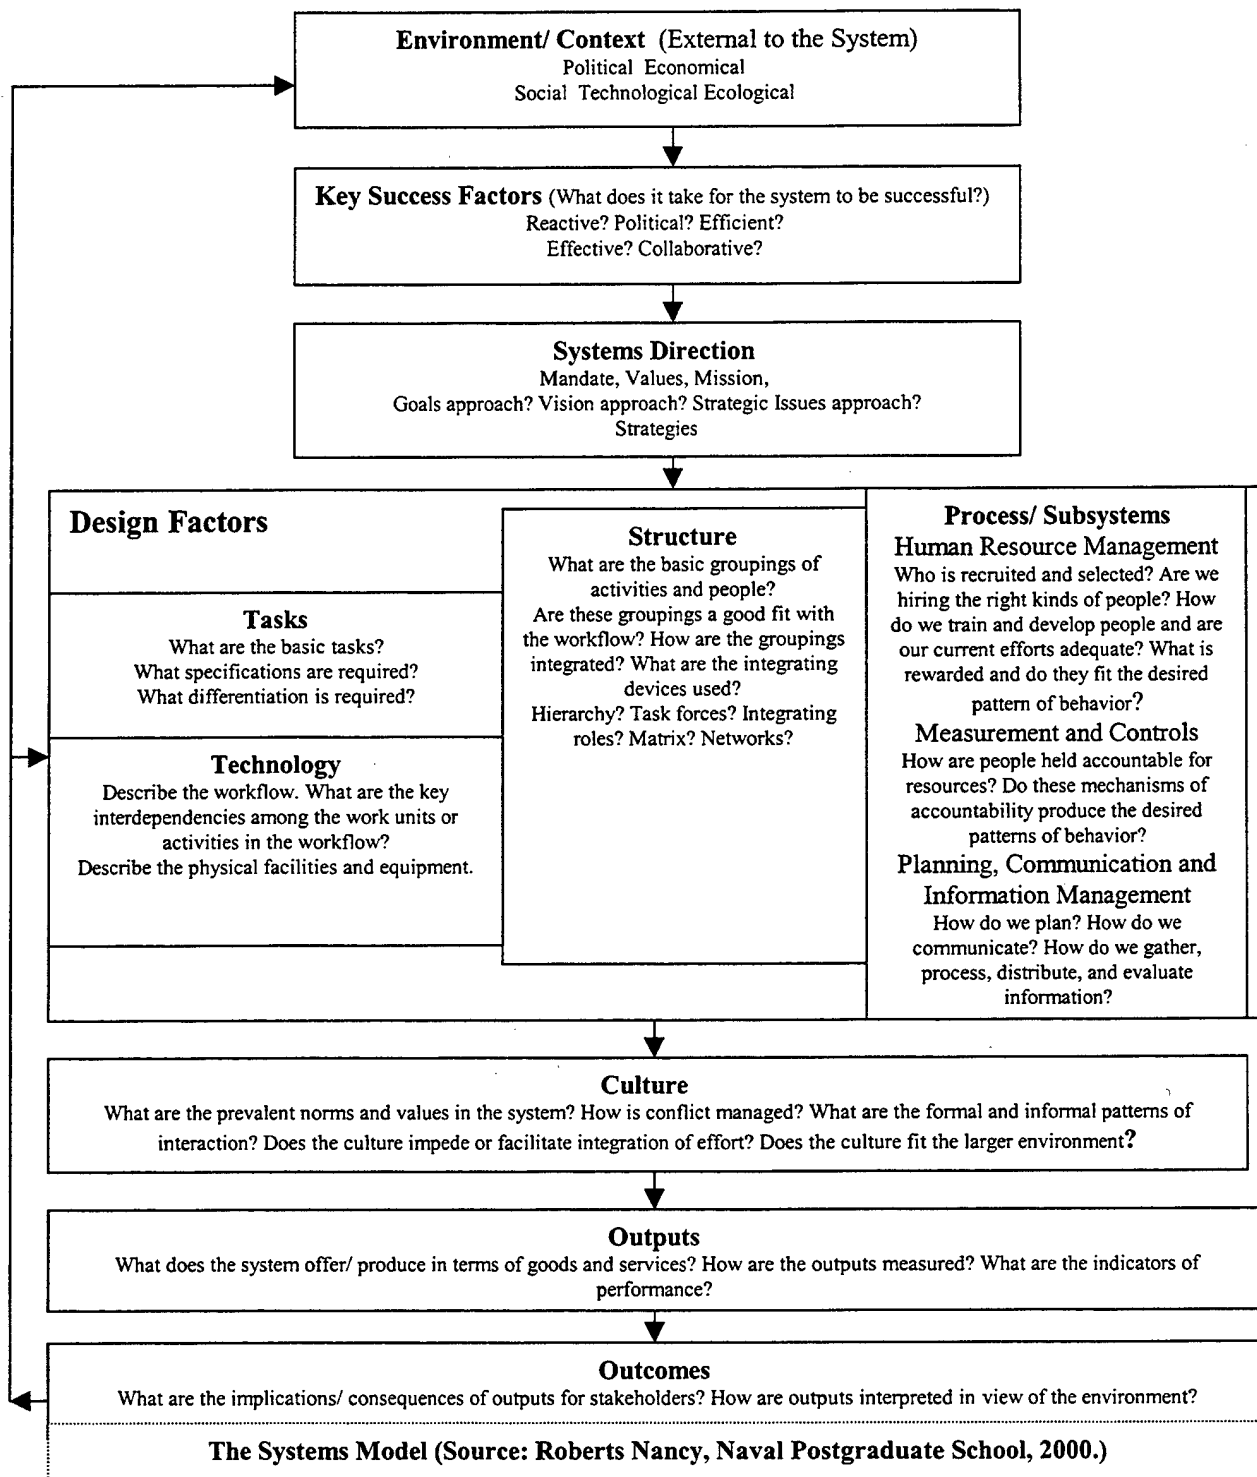 Environment/ Context (External to the System)
Political Economical
Social Technological Ecological
Key Success Factors (What does it take for the system to be successful?)
Reactive? Political? Efficient?
Effective? Collaborative?
Systems Direction
Mandate, Values, Mission,
Goals approach? Vision approach? Strategic Issues approach?
Strategies
Design Factors
Tasks
What are the basic tasks?
What specifications are required?
What differentiation is required?
Technology
Describe the workflow. What are the key
interdependencies among the work units or
activities in the workflow?
Describe the physical facilities and equipment.
Structure
What are the basic groupings of
activities and people?
Are these groupings a good fit with
the workflow? How are the groupings
integrated? What are the integrating
devices used?
Hierarchy? Task forces? Integrating
roles? Matrix? Networks?
Process/ Subsystems
Human Resource Management
Who is recruited and selected? Are we
hiring the right kinds of people? How
do we train and develop people and are
our current efforts adequate? What is
rewarded and do they fit the desired
pattern of behavior?
Measurement and Controls
How are people held accountable for
resources? Do these mechanisms of
accountability produce the desired
patterns of behavior?
Planning, Communication and
Information Management
How do we plan? How do we
communicate? How do we gather,
process, distribute, and evaluate
information?
Culture
What are the prevalent norms and values in the system? How is conflict managed? What are the formal and informal patterns of
interaction? Does the culture impede or facilitate integration of effort? Does the culture fit the larger environment?
Outputs
What does the system offer/ produce in terms of goods and services? How are the outputs measured? What are the indicators of
performance?
Outcomes
What are the implications/ consequences of outputs for stakeholders? How are outputs interpreted in view of the environment?
The Systems Model (Source: Roberts Nancy, Naval Postgraduate School, 2000.)